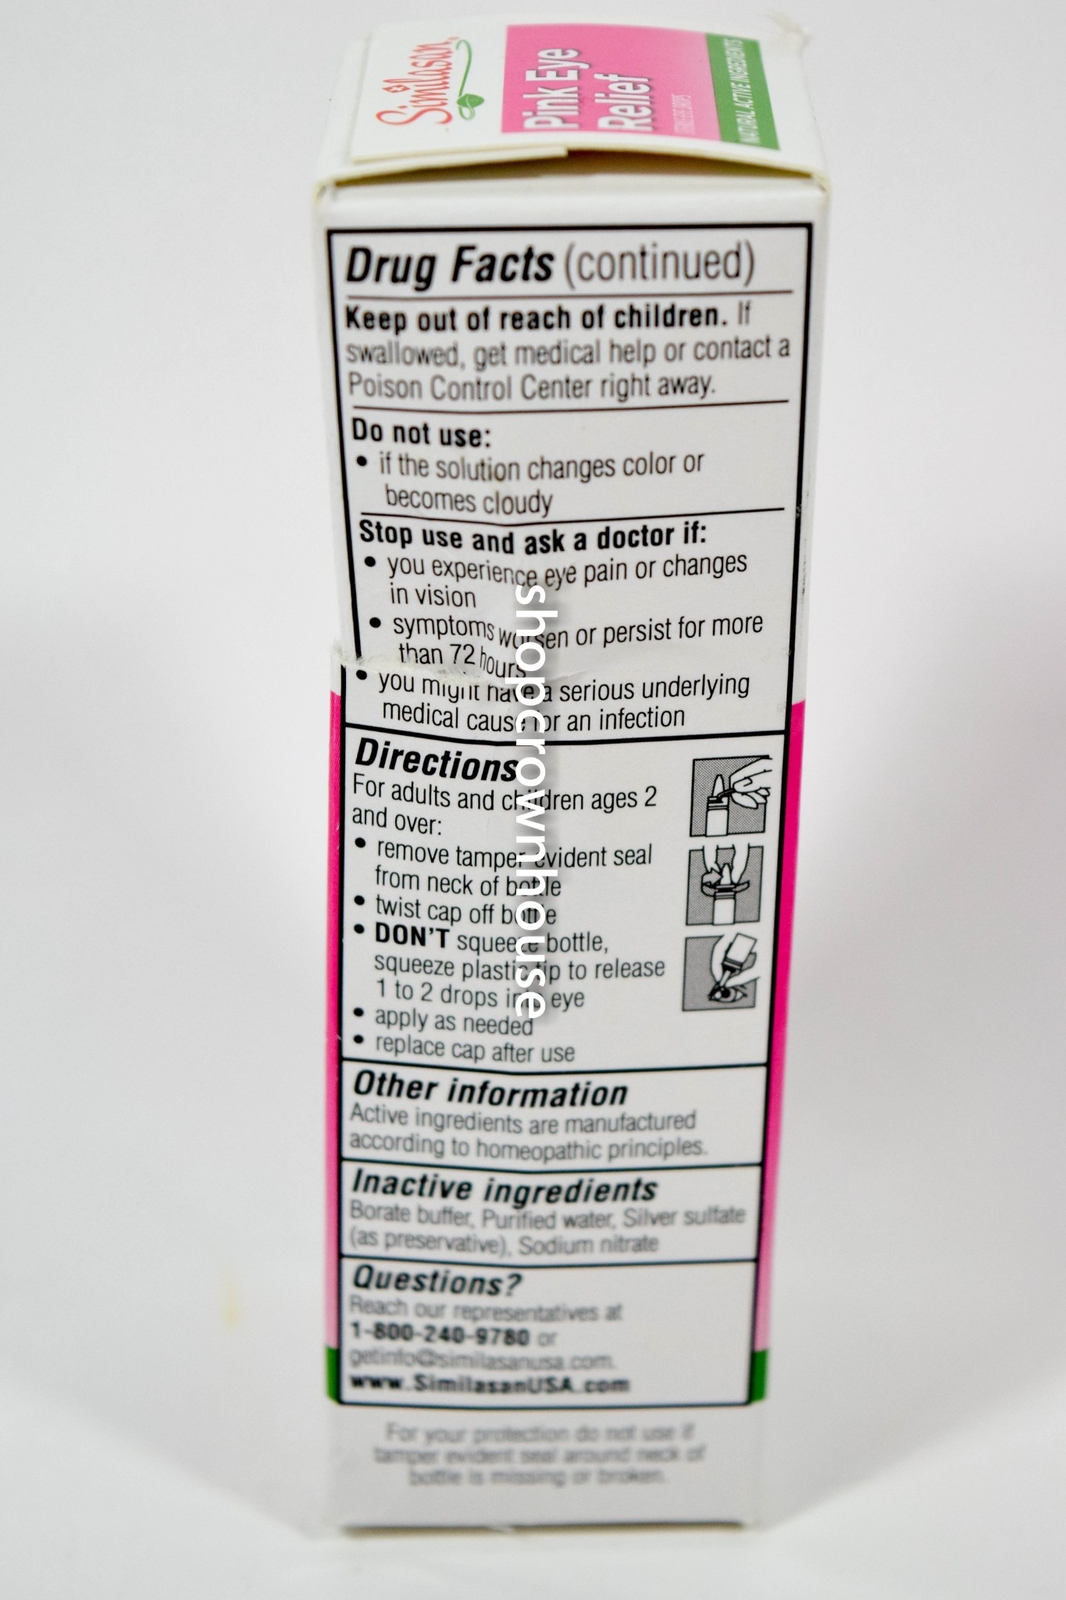 Similasan
Pink Eye
Relief
STERILE EYE DROPS
NATURAL ACTIVE INGREDIENTS
Drug Facts (continued)
Keep out of reach of children. If
swallowed, get medical help or contact a
Poison Control Center right away.
Do not use:
• if the solution changes color or
becomes cloudy
Stop use and ask a doctor if:
• you experience eye pain or changes
in vision
• symptoms worsen or persist for more
than 72 hours
• you might have a serious underlying
medical cause for an infection
Directions
For adults and children ages 2
and over:
• remove tamper evident seal
from neck of bottle
• twist cap off bottle
• DON'T squeeze bottle,
squeeze plastic tip to release
1 to 2 drops into eye
• apply as needed
• replace cap after use
Other information
Active ingredients are manufactured
according to homeopathic principles.
Inactive ingredients
Borate buffer, Purified water, Silver sulfate
(as preservative), Sodium nitrate
Questions?
Reach our representatives at
1-800-240-9780 or
getinfo@similasanusa.com.
www.SimilasanUSA.com
For your protection do not use if
tamper evident seal around neck of
bottle is missing or broken.
shopcrownhouse